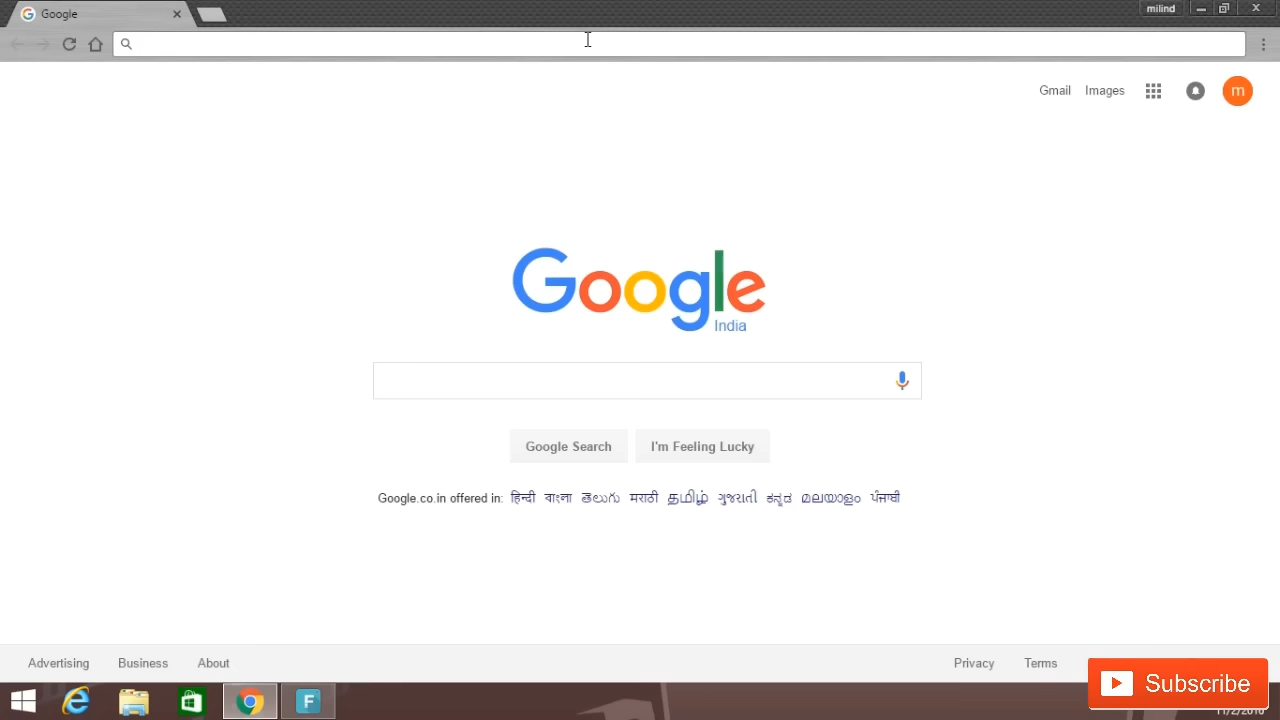 Google
milind
Gmail Images
m
Google
India
Google Search I'm Feeling Lucky
Google.co.in offered in: हिन्दी বাংলা తెలుగు मराठी தமிழ் ગુજરાતી ಕನ್ನಡ മലയാളം ਪੰਜਾਬੀ
Advertising Business About Privacy Terms
Subscribe
F